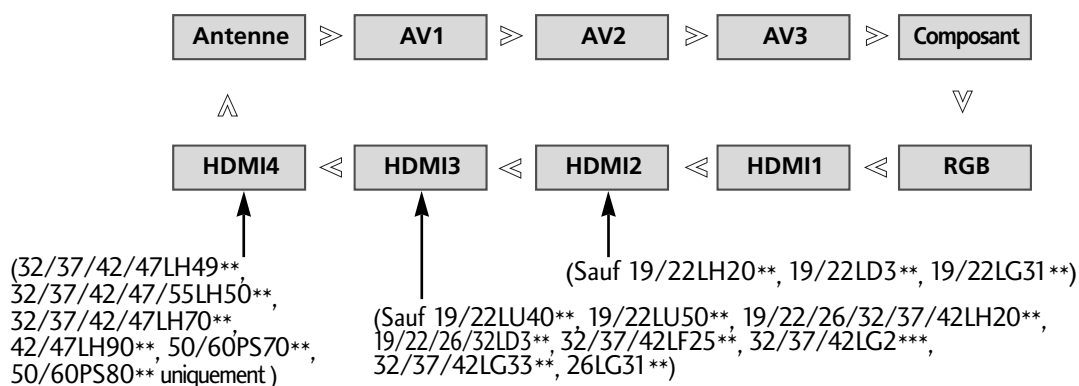 Antenne AV1 AV2 AV3 Composant
HDMI4 HDMI3 HDMI2 HDMI1 RGB
(32/37/42/47LH49**,
32/37/42/47/55LH50**,
32/37/42/47LH70**,
42/47LH90**, 50/60PS70**,
50/60PS80** uniquement )
(Sauf 19/22LU40**, 19/22LU50**, 19/22/26/32/37/42LH20**,
19/22/26/32LD3**, 32/37/42LF25**, 32/37/42LG2***,
32/37/42LG33**, 26LG31**)
(Sauf 19/22LH20**, 19/22LD3**, 19/22LG31**)